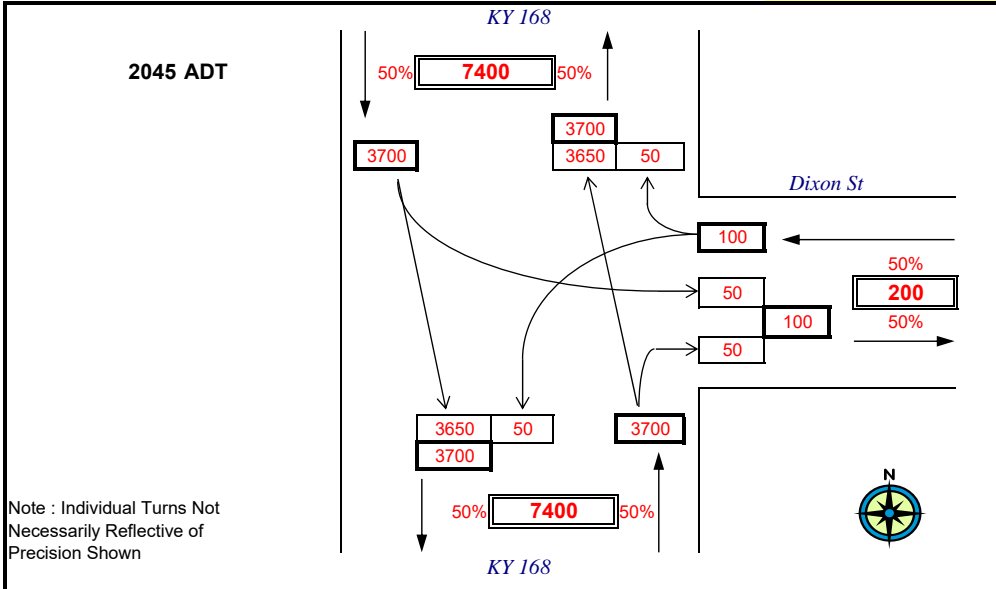 KY 168
2045 ADT
50% 7400 50%
3700
3700
3650 50
Dixon St
100
50%
50
200
100
50%
50
3650 50
3700
3700
N
Note : Individual Turns Not
Necessarily Reflective of
Precision Shown
50% 7400 50%
KY 168